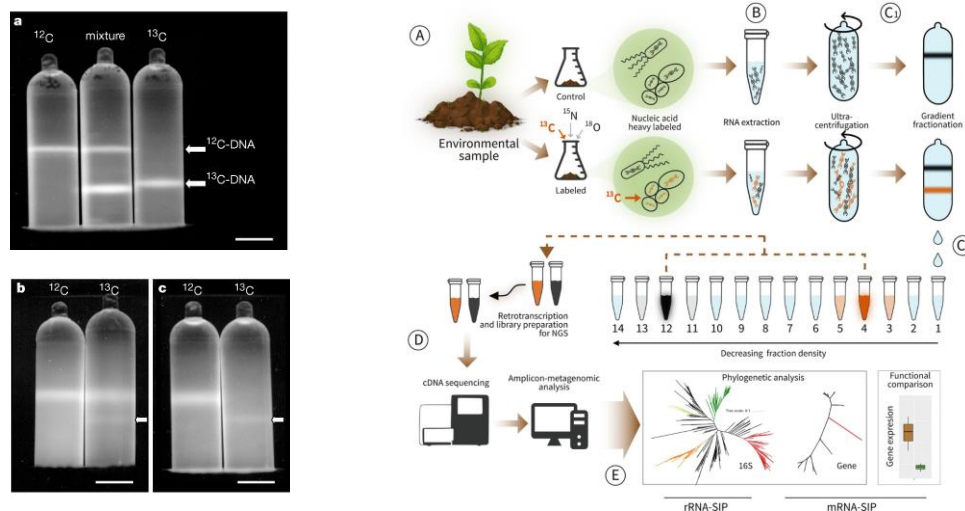 a
12C mixture 13C
12C-DNA
13C-DNA
b
12C 13C
c
12C 13C
A
Environmental
sample
Control
13C
15N
18O
Labeled
Nucleic acid
heavy labeled
13C
B
RNA extraction
Ultra-
centrifugation
C1
Gradient
fractionation
C
14 13 12 11 10 9 8 7 6 5 4 3 2 1
Decreasing fraction density
Retrotranscription
and library preparation
for NGS
D
cDNA sequencing
Amplicon-metagenomic
analysis
E
Phylogenetic analysis
16S
Gene
Functional
comparison
Gene expresion
rRNA-SIP
mRNA-SIP